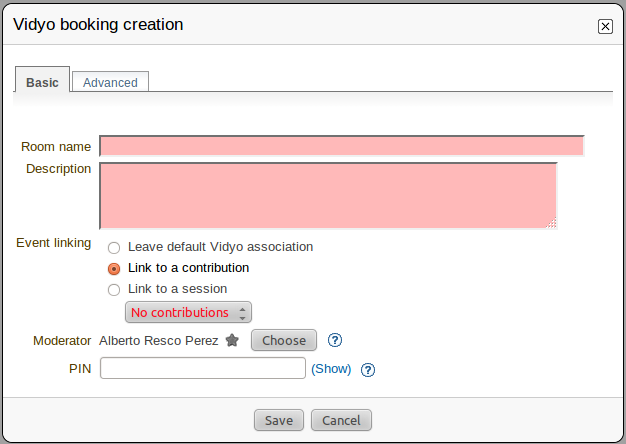 Vidyo booking creation
Basic Advanced
Room name
Description
Event linking Leave default Vidyo association
Link to a contribution
Link to a session
No contributions
Moderator Alberto Resco Perez Choose ?
PIN (Show) ?
Save Cancel